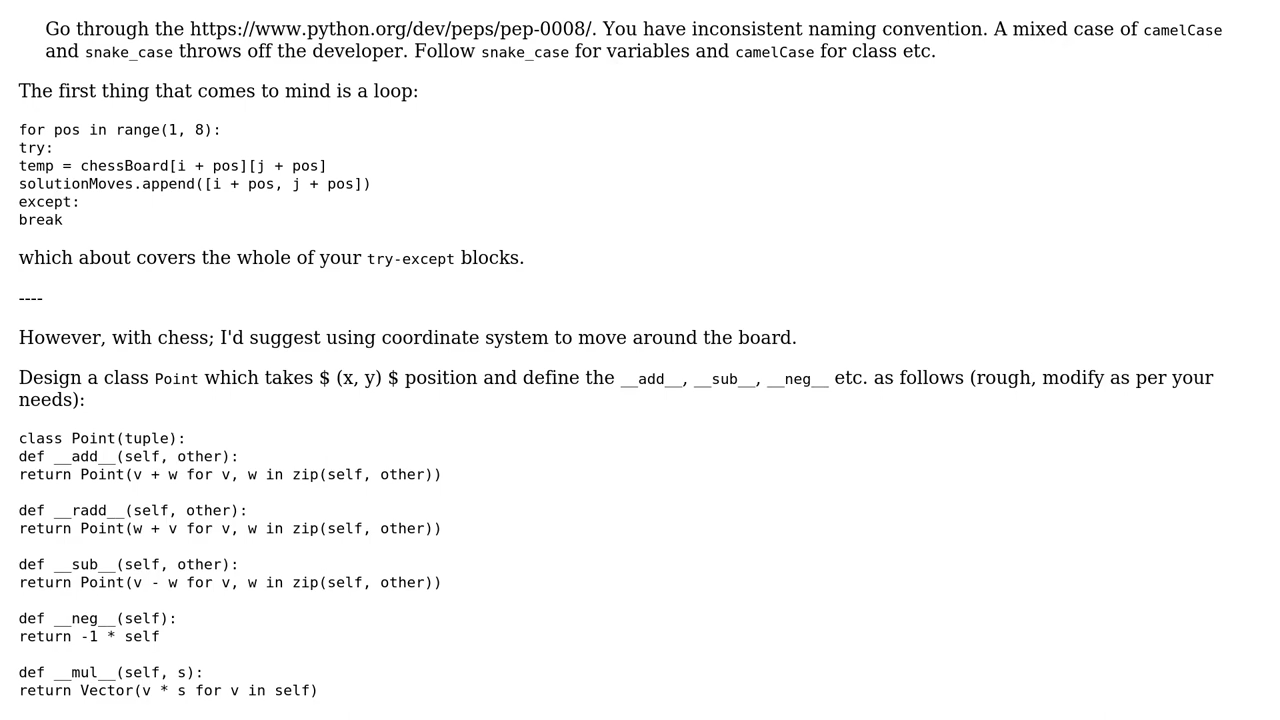 Go through the https://www.python.org/dev/peps/pep-0008/. You have inconsistent naming convention. A mixed case of camelCase
and snake_case throws off the developer. Follow snake_case for variables and camelCase for class etc.
The first thing that comes to mind is a loop:
for pos in range(1, 8):
try:
temp = chessBoard[i + pos][j + pos]
solutionMoves.append([i + pos, j + pos])
except:
break
which about covers the whole of your try-except blocks.
----
However, with chess; I'd suggest using coordinate system to move around the board.
Design a class Point which takes $ (x, y) $ position and define the __add__, __sub__, __neg__ etc. as follows (rough, modify as per your
needs):
class Point(tuple):
def __add__(self, other):
return Point(v + w for v, w in zip(self, other))
def __radd__(self, other):
return Point(w + v for v, w in zip(self, other))
def __sub__(self, other):
return Point(v - w for v, w in zip(self, other))
def __neg__(self):
return -1 * self
def __mul__(self, s):
return Vector(v * s for v in self)